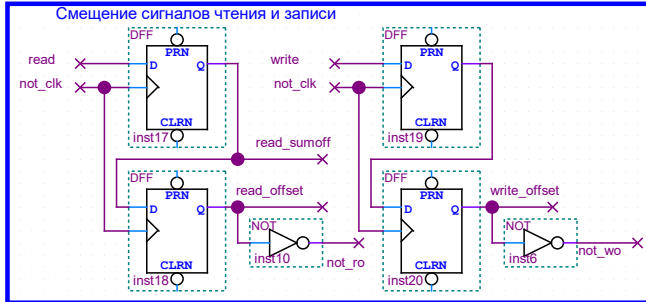 Смещение сигналов чтения и записи
DFF
PRN
read
D
Q
not_clk
CLRN
inst17
read_sumoff
DFF
PRN
D
Q
read_offset
CLRN
inst18
NOT
inst10
not_ro
DFF
PRN
write
D
Q
not_clk
CLRN
inst19
DFF
PRN
D
Q
write_offset
CLRN
inst20
NOT
inst6
not_wo